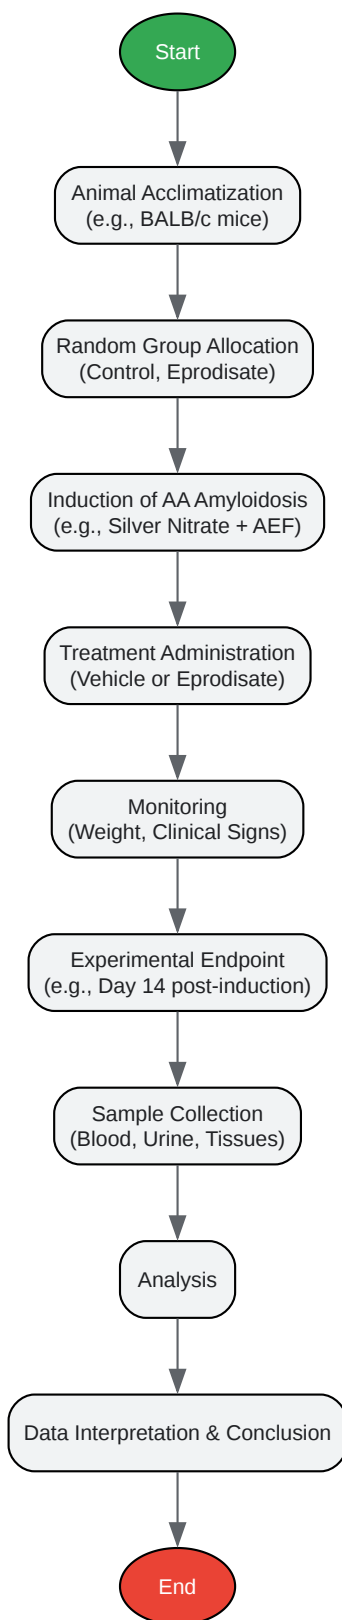 Start
Animal Acclimatization
(e.g., BALB/c mice)
Random Group Allocation
(Control, Eprodisate)
Induction of AA Amyloidosis
(e.g., Silver Nitrate + AEF)
Treatment Administration
(Vehicle or Eprodisate)
Monitoring
(Weight, Clinical Signs)
Experimental Endpoint
(e.g., Day 14 post-induction)
Sample Collection
(Blood, Urine, Tissues)
Analysis
Data Interpretation & Conclusion
End